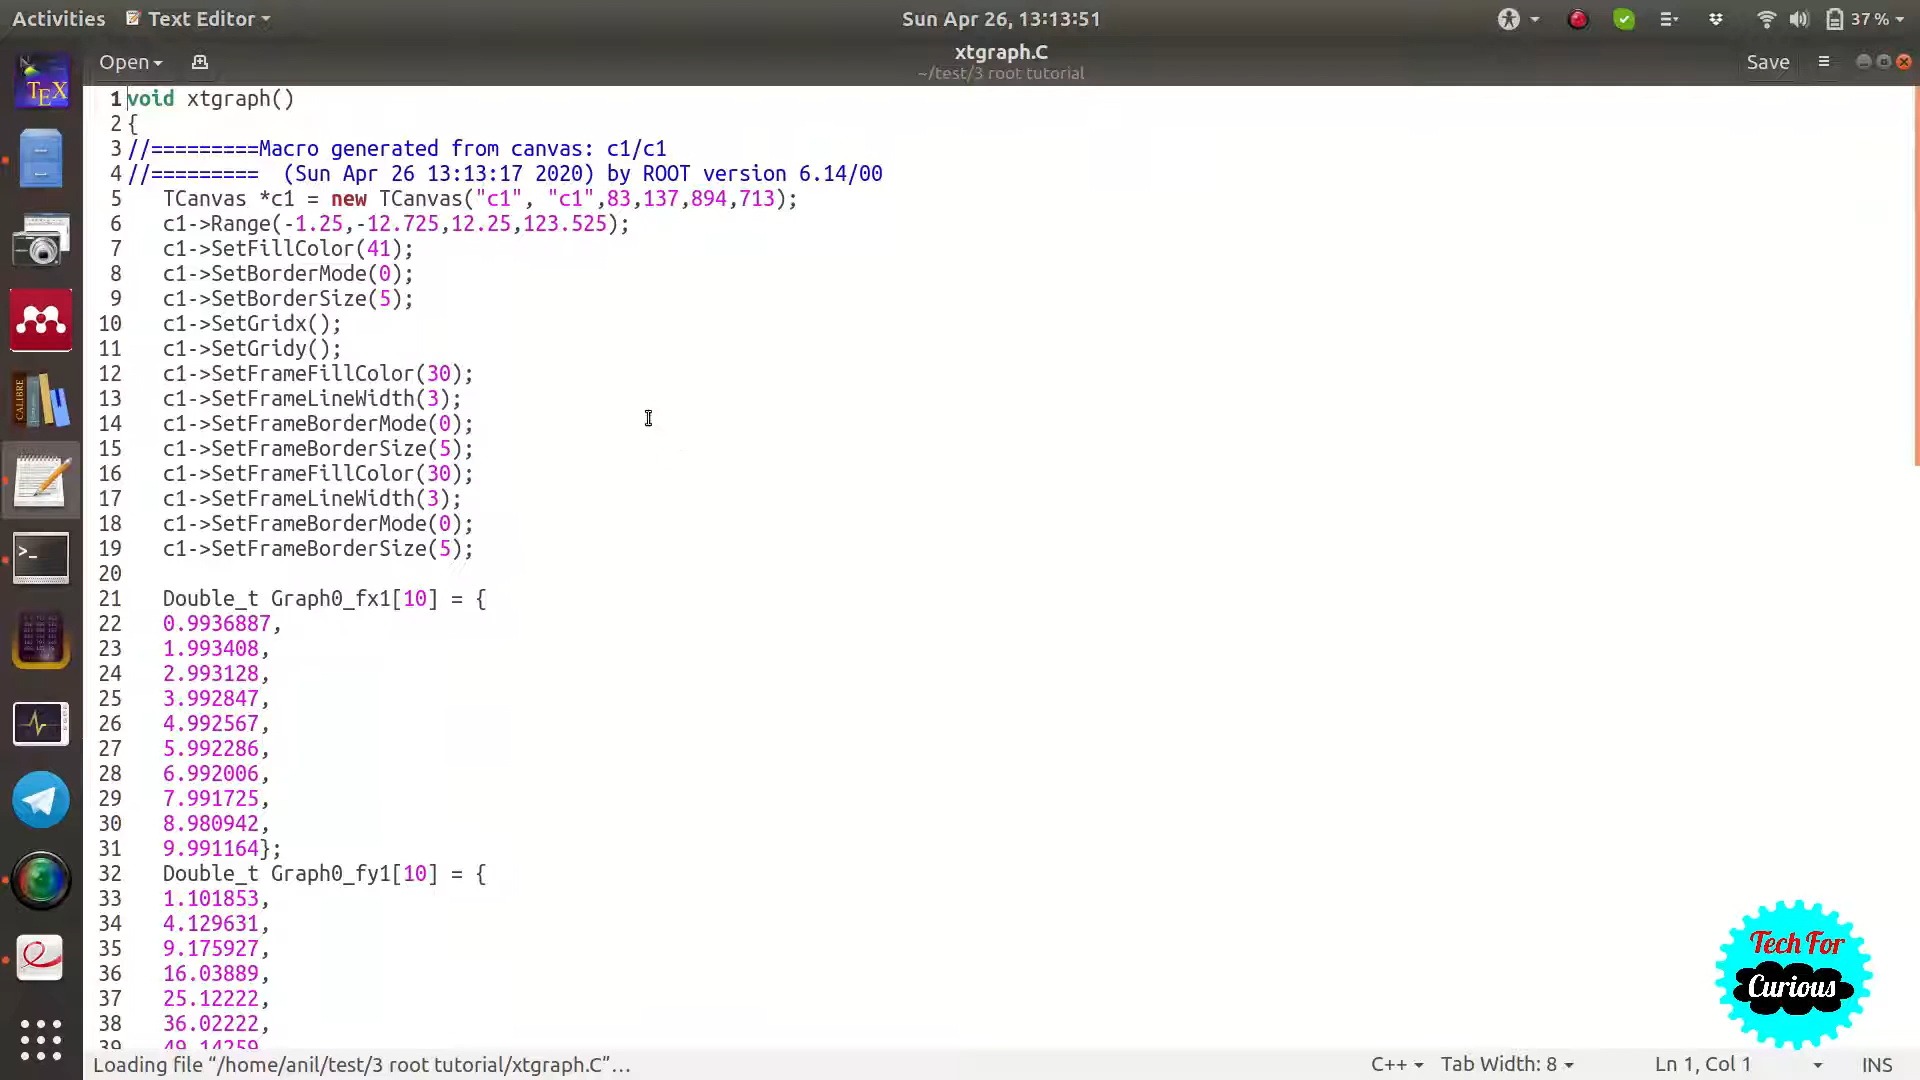 Activities Text Editor Sun Apr 26, 13:13:51 37 %
Open xtgraph.C Save
~/test/3 root tutorial
1 void xtgraph()
2 {
3 //=========Macro generated from canvas: c1/c1
4 //=========  (Sun Apr 26 13:13:17 2020) by ROOT version 6.14/00
5    TCanvas *c1 = new TCanvas("c1", "c1",83,137,894,713);
6    c1->Range(-1.25,-12.725,12.25,123.525);
7    c1->SetFillColor(41);
8    c1->SetBorderMode(0);
9    c1->SetBorderSize(5);
10    c1->SetGridx();
11    c1->SetGridy();
12    c1->SetFrameFillColor(30);
13    c1->SetFrameLineWidth(3);
14    c1->SetFrameBorderMode(0);
15    c1->SetFrameBorderSize(5);
16    c1->SetFrameFillColor(30);
17    c1->SetFrameLineWidth(3);
18    c1->SetFrameBorderMode(0);
19    c1->SetFrameBorderSize(5);
20
21    Double_t Graph0_fx1[10] = {
22    0.9936887,
23    1.993408,
24    2.993128,
25    3.992847,
26    4.992567,
27    5.992286,
28    6.992006,
29    7.991725,
30    8.980942,
31    9.991164};
32    Double_t Graph0_fy1[10] = {
33    1.101853,
34    4.129631,
35    9.175927,
36    16.03889,
37    25.12222,
38    36.02222,
39    49.14259
Loading file “/home/anil/test/3 root tutorial/xtgraph.C”… C++ Tab Width: 8 Ln 1, Col 1 INS
TEX
CALIBRE
>_
Tech For
Curious